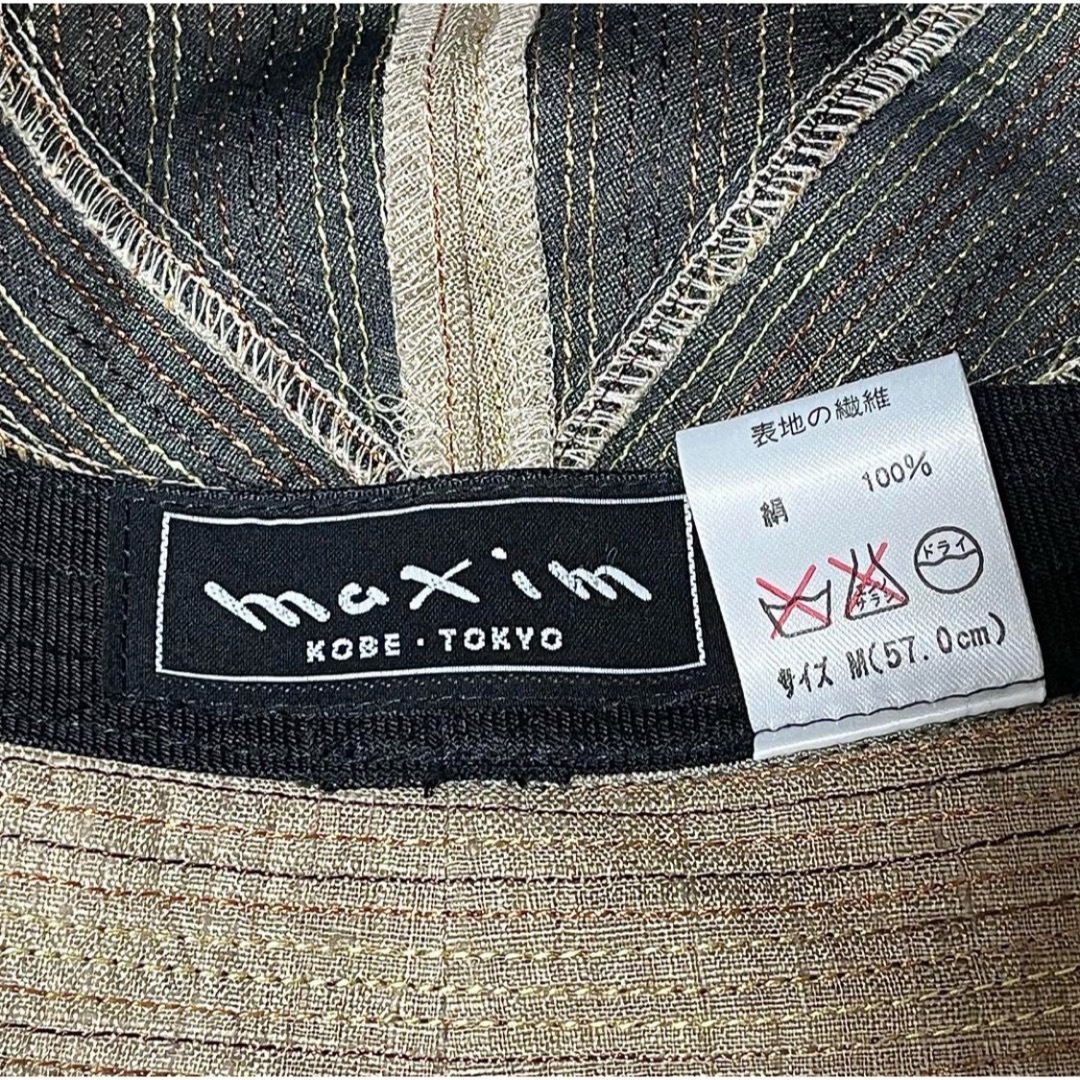 maxim
KOBE・TOKYO
表地の繊維
絹 100%
ドライ
サイズ M(57.0cm)